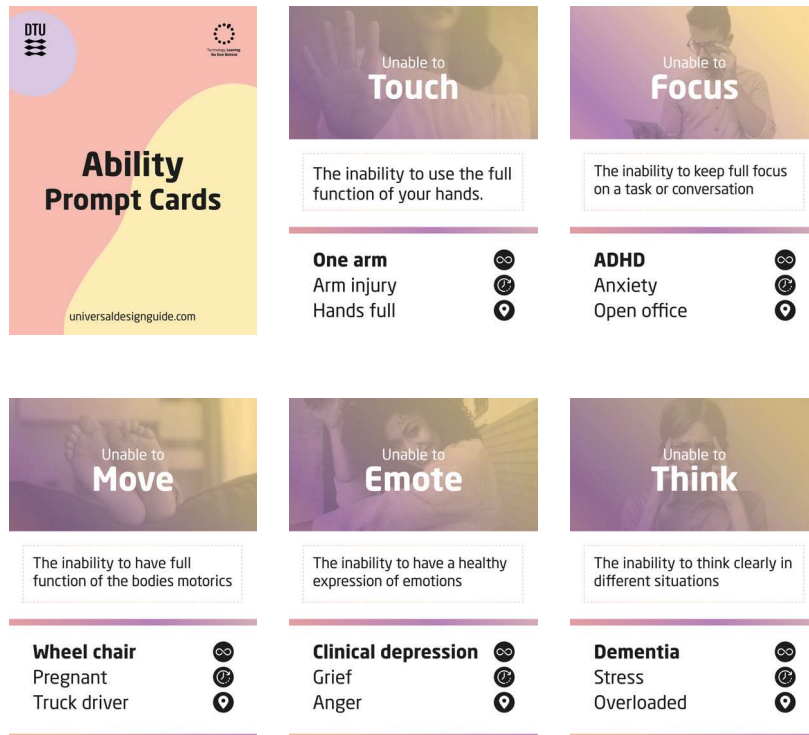 DTU
Technology Leaving
No One Behind
Ability
Prompt Cards
universaldesignguide.com
Unable to
Touch
The inability to use the full
function of your hands.
One arm
Arm injury
Hands full
Unable to
Focus
The inability to keep full focus
on a task or conversation
ADHD
Anxiety
Open office
Unable to
Move
The inability to have full
function of the bodies motorics
Wheel chair
Pregnant
Truck driver
Unable to
Emote
The inability to have a healthy
expression of emotions
Clinical depression
Grief
Anger
Unable to
Think
The inability to think clearly in
different situations
Dementia
Stress
Overloaded